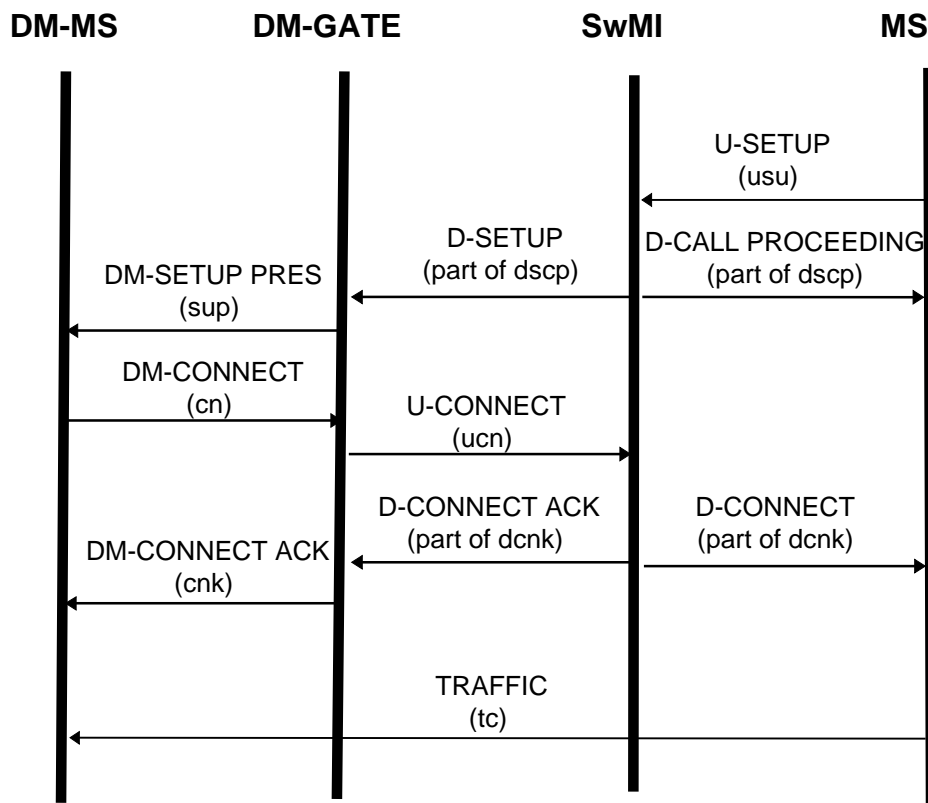 DM-MS DM-GATE SwMI MS
U-SETUP
(usu)
D-SETUP D-CALL PROCEEDING
(part of dscp) (part of dscp)
DM-SETUP PRES
(sup)
DM-CONNECT
(cn)
U-CONNECT
(ucn)
D-CONNECT ACK D-CONNECT
(part of dcnk) (part of dcnk)
DM-CONNECT ACK
(cnk)
TRAFFIC
(tc)